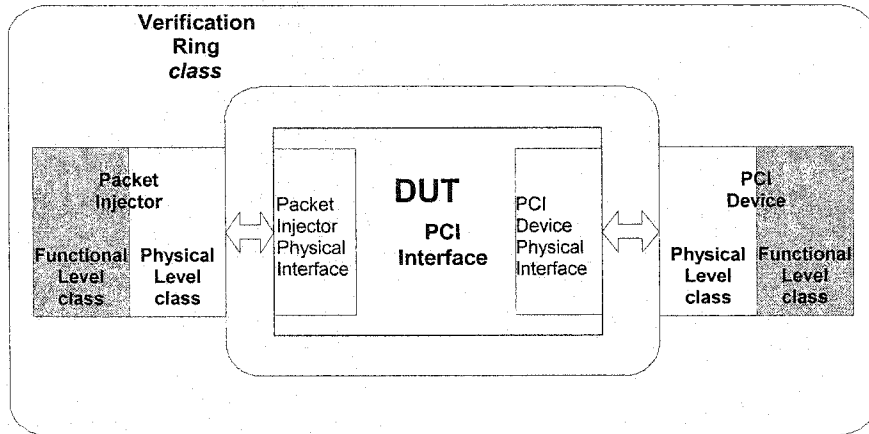 Verification
Ring
class
Packet
Injector
Functional
Level
class
Physical
Level
class
Packet
Injector
Physical
Interface
DUT
PCI
Interface
PCI
Device
Physical
Interface
PCI
Device
Physical
Level
class
Functional
Level
class